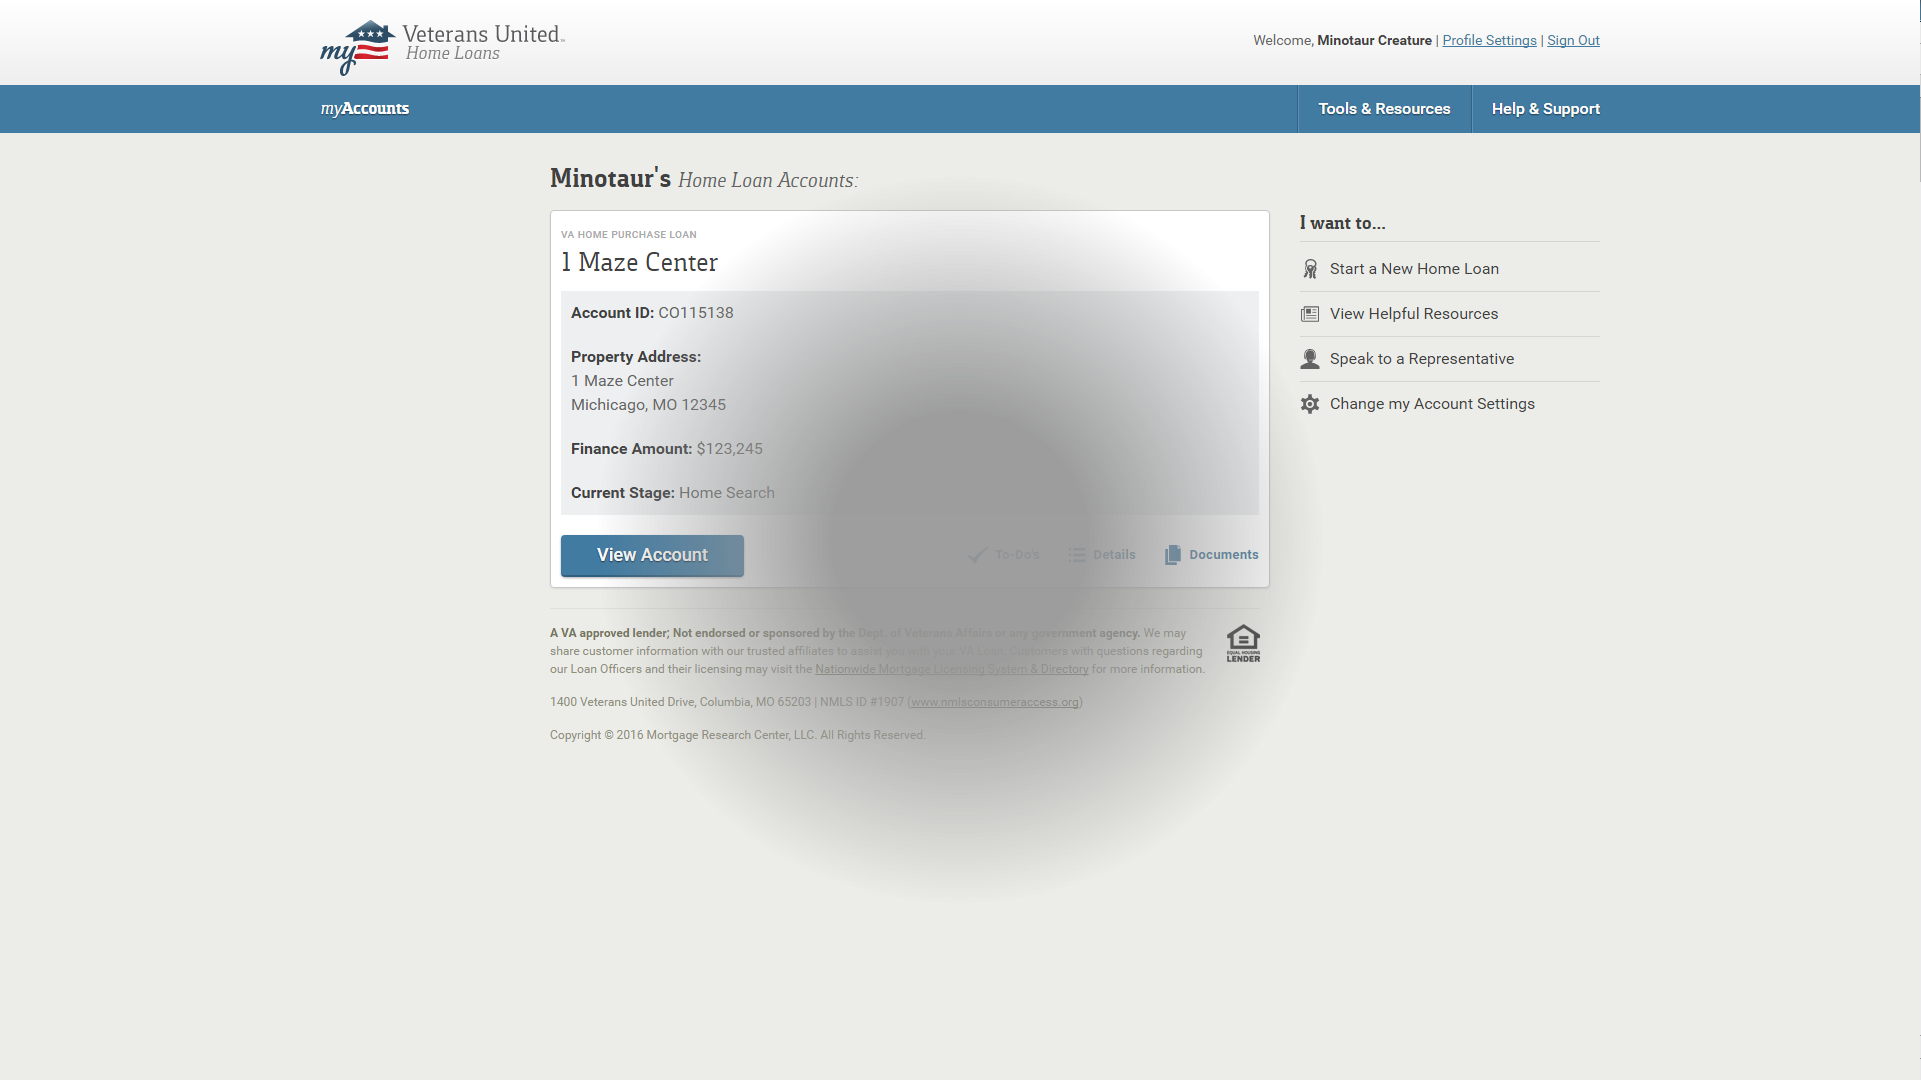 my Veterans United™
Home Loans
Welcome, Minotaur Creature | Profile Settings | Sign Out
myAccounts
Tools & Resources
Help & Support
Minotaur's Home Loan Accounts:
VA HOME PURCHASE LOAN
1 Maze Center
Account ID: CO115138
Property Address:
1 Maze Center
Michicago, MO 12345
Finance Amount: $123,245
Current Stage: Home Search
View Account
To-Do's
Details
Documents
I want to...
Start a New Home Loan
View Helpful Resources
Speak to a Representative
Change my Account Settings
A VA approved lender; Not endorsed or sponsored by the Dept. of Veterans Affairs or any government agency. We may
share customer information with our trusted affiliates to assist you with your VA Loan. Customers with questions regarding
our Loan Officers and their licensing may visit the Nationwide Mortgage Licensing System & Directory for more information.
EQUAL HOUSING
LENDER
1400 Veterans United Drive, Columbia, MO 65203 | NMLS ID #1907 (www.nmlsconsumeraccess.org)
Copyright © 2016 Mortgage Research Center, LLC. All Rights Reserved.